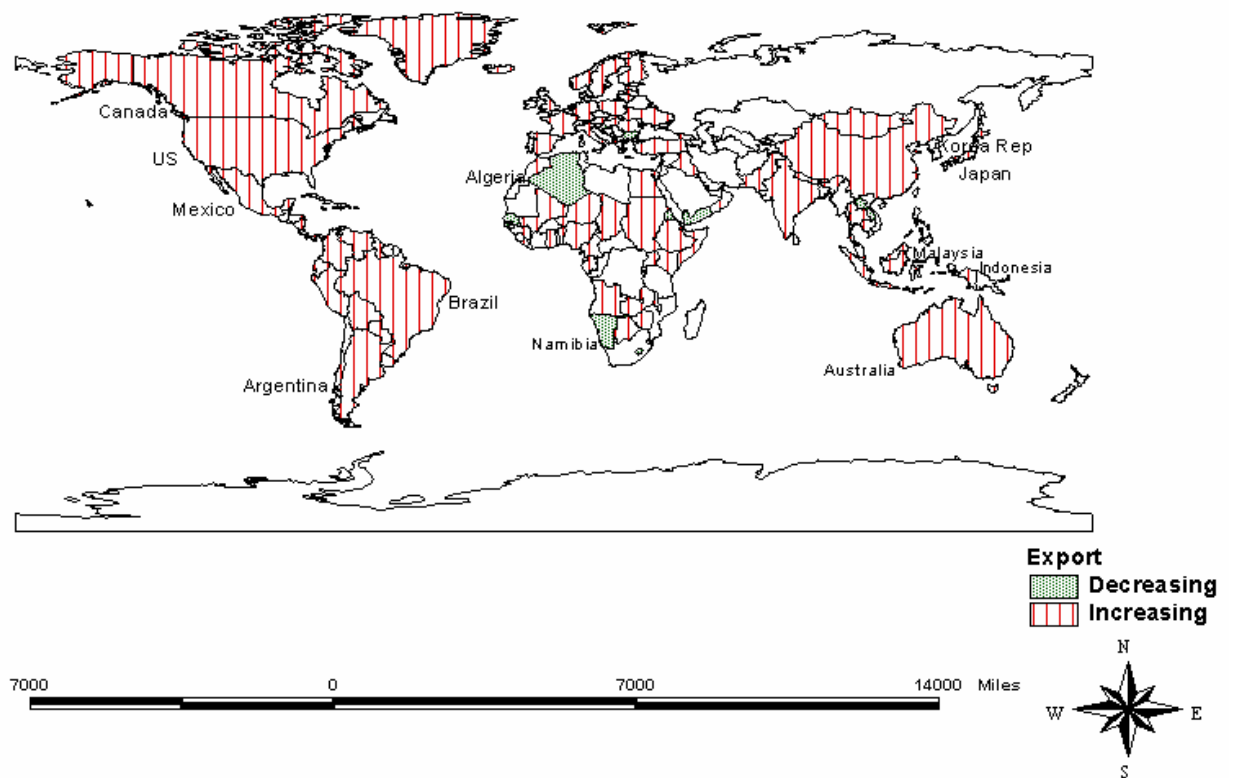 Canada
US
Mexico
Brazil
Argentina
Algeria
Namibia
Korea Rep
Japan
Malaysia
Indonesia
Australia
Export
Decreasing
Increasing
7000 0 7000 14000 Miles
N
W E
S